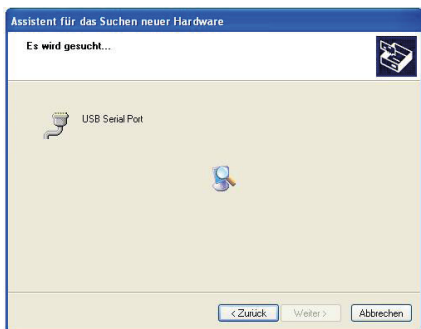 Assistent für das Suchen neuer Hardware
Es wird gesucht...
USB Serial Port
< Zurück  Weiter >  Abbrechen